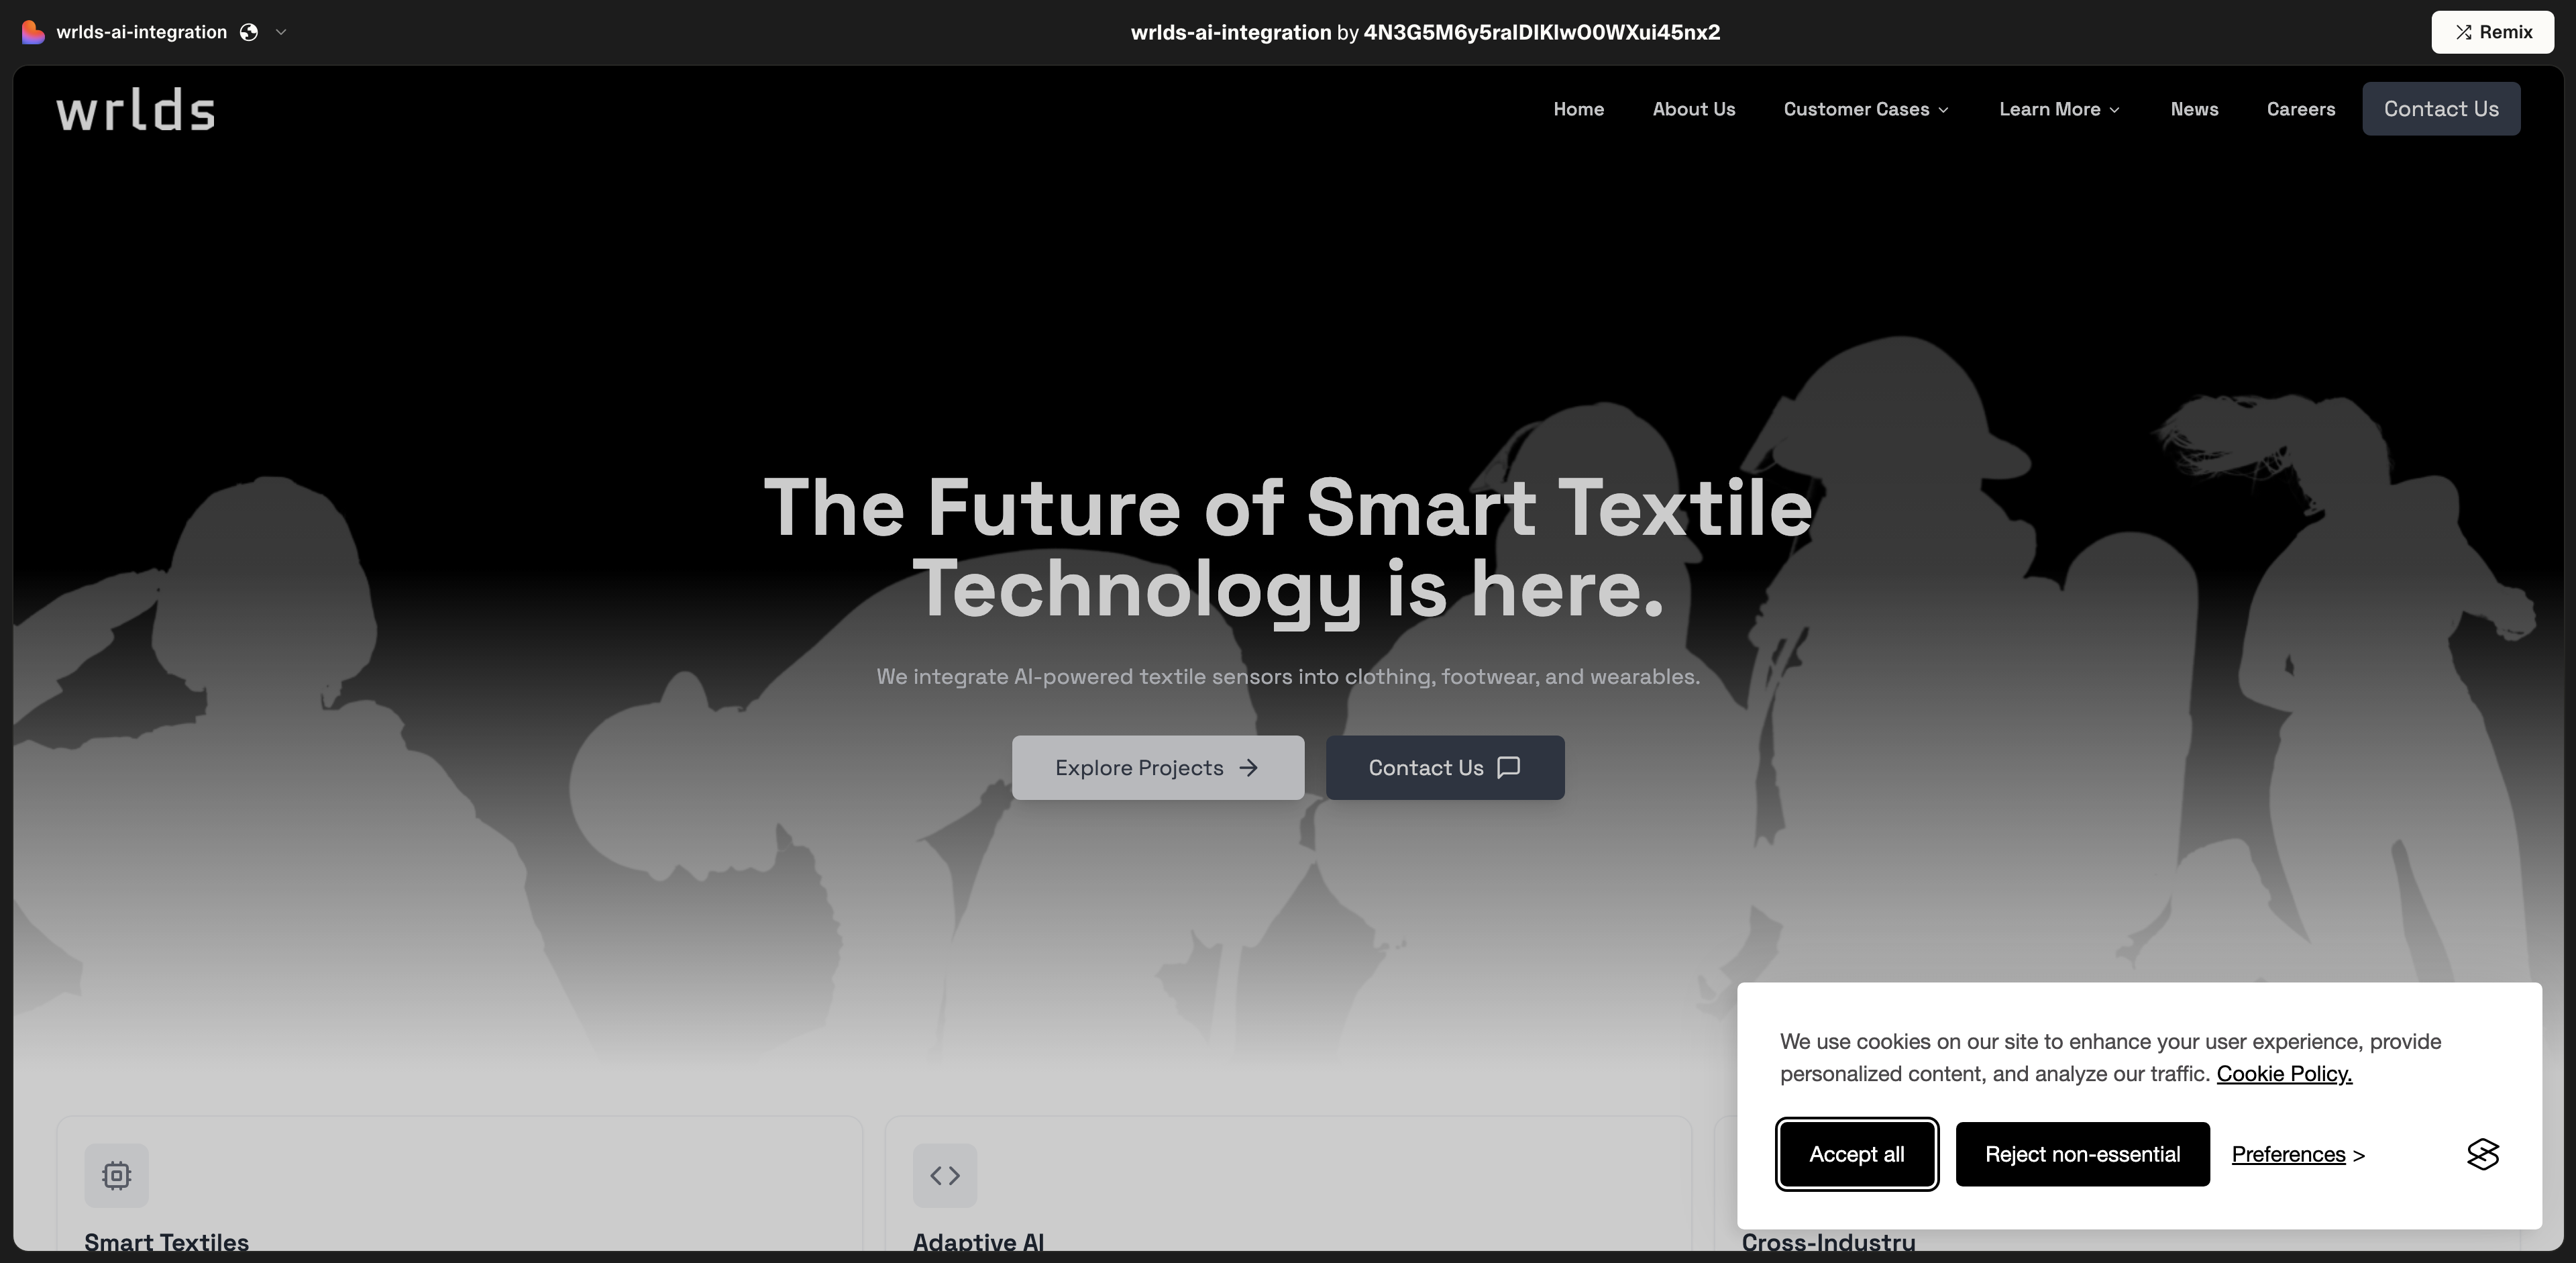 wrlds-ai-integration
wrlds-ai-integration by 4N3G5M6y5raIDIKIwO0WXui45nx2
Remix
wrlds
Home
About Us
Customer Cases
Learn More
News
Careers
Contact Us
The Future of Smart Textile
Technology is here.
We integrate AI-powered textile sensors into clothing, footwear, and wearables.
Explore Projects
Contact Us
We use cookies on our site to enhance your user experience, provide
personalized content, and analyze our traffic. Cookie Policy.
Accept all
Reject non-essential
Preferences >
Smart Textiles
Adaptive AI
Cross-Industry